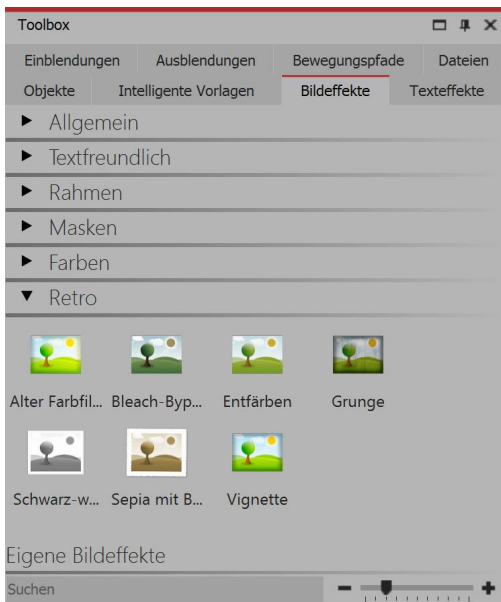 Toolbox
Einblendungen Ausblendungen Bewegungspfade Dateien
Objekte Intelligente Vorlagen Bildeffekte Texteffekte
Allgemein
Textfreundlich
Rahmen
Masken
Farben
Retro
Alter Farbfil... Bleach-Byp... Entfärben Grunge
Schwarz-w... Sepia mit B... Vignette
Eigene Bildeffekte
Suchen